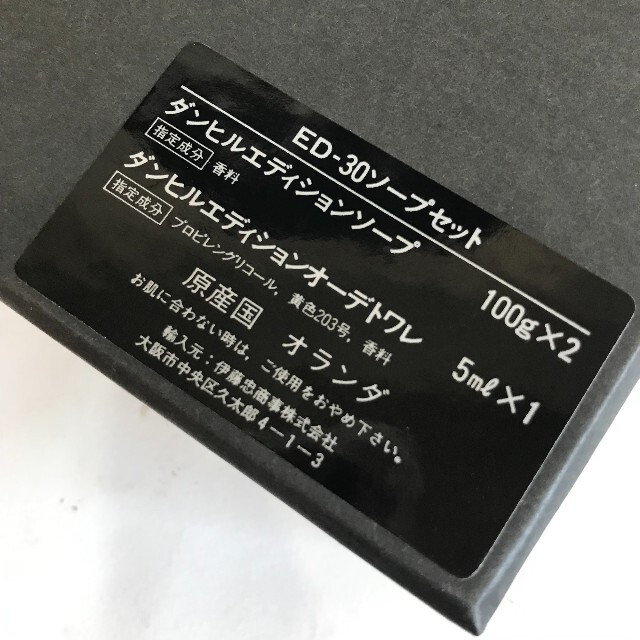 ED-30ソープセット
ダンヒルエディションソープ 100g×2
指定成分 香料
ダンヒルエディションオーデトワレ 5ml×1
指定成分 プロピレングリコール, 黄色203号, 香料
原産国 オランダ
お肌に合わない時は、ご使用をおやめ下さい。
輸入元：伊藤忠商事株式会社
大阪市中央区久太郎4-1-3